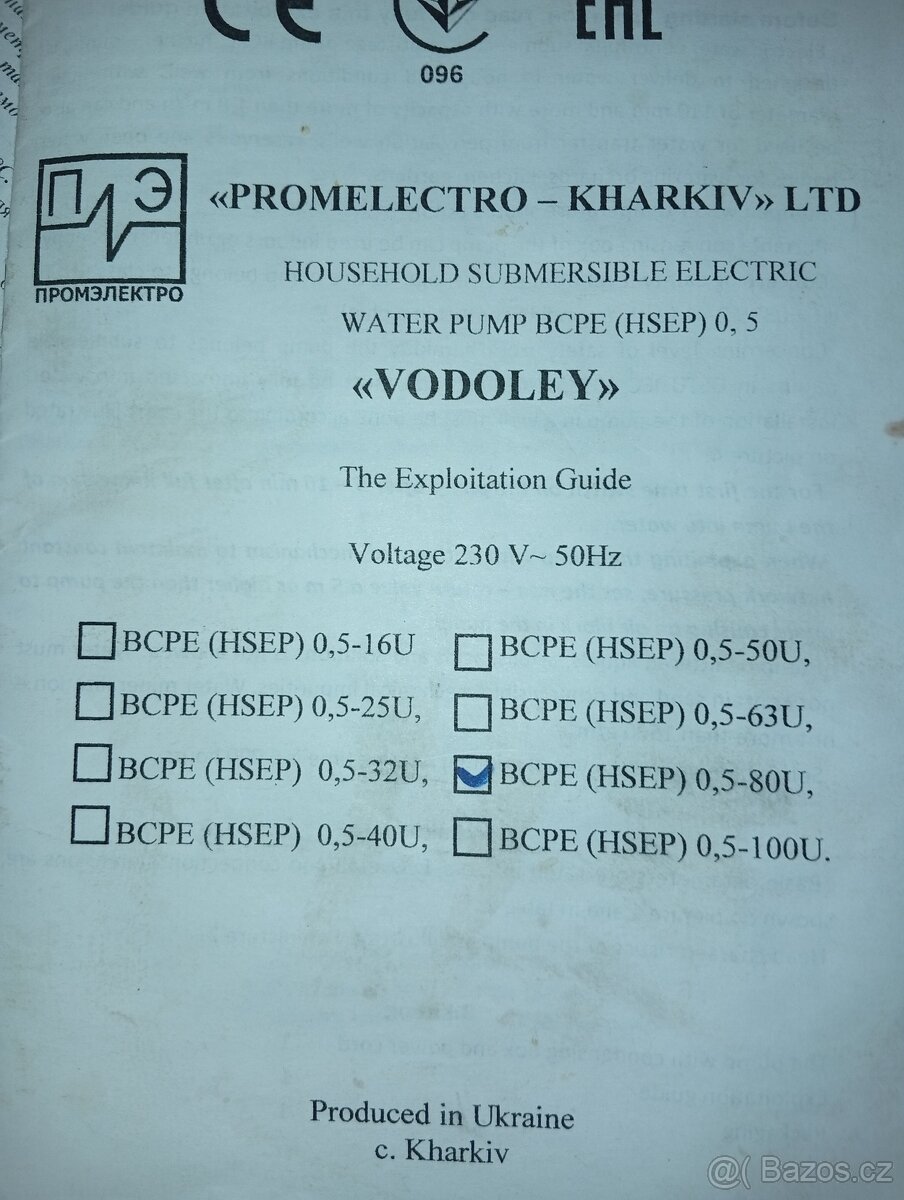 CE
EAC
096
ПЭ
ПРОМЭЛЕКТРО
«PROMELECTRO – KHARKIV» LTD
HOUSEHOLD SUBMERSIBLE ELECTRIC
WATER PUMP BCPE (HSEP) 0, 5
«VODOLEY»
The Exploitation Guide
Voltage 230 V~ 50Hz
BCPE (HSEP) 0,5-16U
BCPE (HSEP) 0,5-25U,
BCPE (HSEP) 0,5-32U,
BCPE (HSEP) 0,5-40U,
BCPE (HSEP) 0,5-50U,
BCPE (HSEP) 0,5-63U,
BCPE (HSEP) 0,5-80U,
BCPE (HSEP) 0,5-100U.
Produced in Ukraine
c. Kharkiv
Bazos.cz